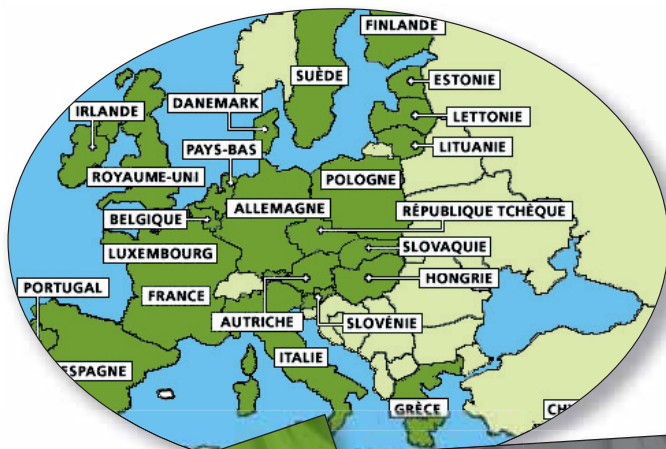 FINLANDE
SUÈDE
ESTONIE
DANEMARK
IRLANDE
LETTONIE
LITUANIE
PAYS-BAS
ROYAUME-UNI
POLOGNE
ALLEMAGNE
BELGIQUE
RÉPUBLIQUE TCHÈQUE
SLOVAQUIE
LUXEMBOURG
HONGRIE
PORTUGAL
FRANCE
AUTRICHE
SLOVÉNIE
ITALIE
ESPAGNE
GRÈCE